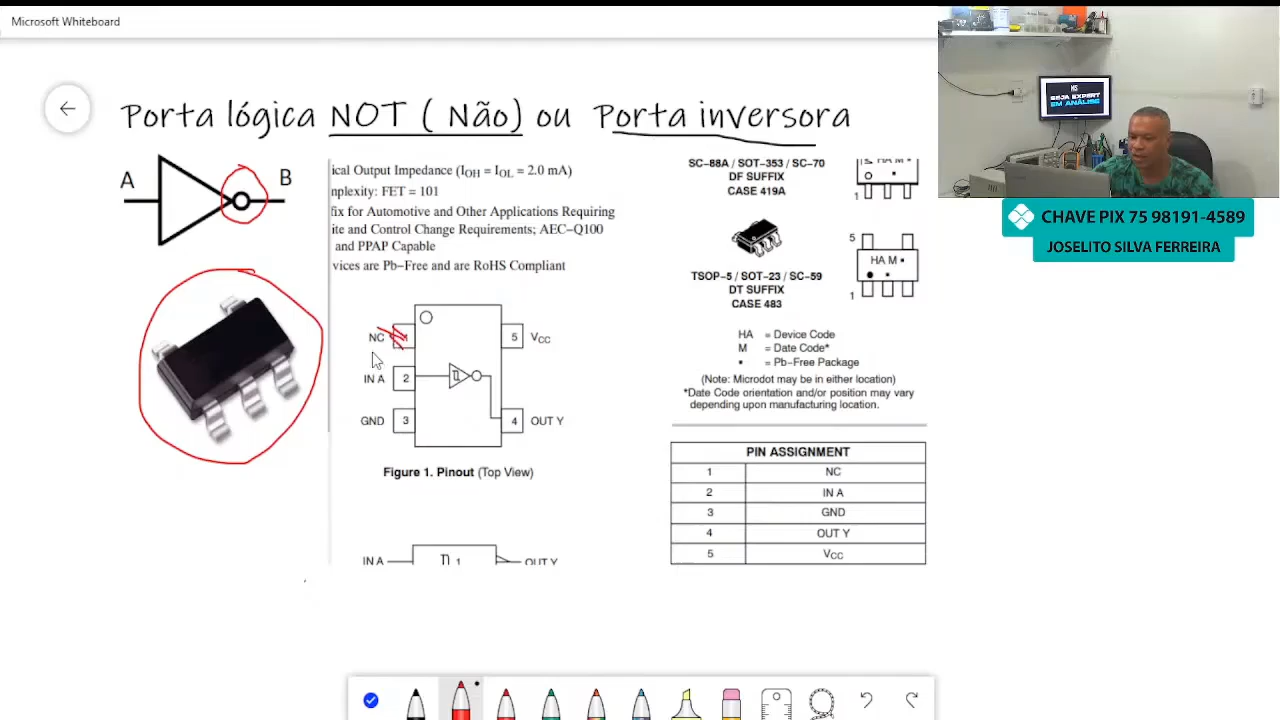 Microsoft Whiteboard
Porta lógica NOT ( Não) ou Porta inversora
A
B
ical Output Impedance (IOH = IOL = 2.0 mA)
nplexity: FET = 101
fix for Automotive and Other Applications Requiring
ite and Control Change Requirements; AEC−Q100
and PPAP Capable
vices are Pb−Free and are RoHS Compliant
NC
5 VCC
IN A 2
GND 3
4 OUT Y
Figure 1. Pinout (Top View)
IN A
1
OUT Y
SC−88A / SOT−353 / SC−70
DF SUFFIX
CASE 419A
HA M
1
TSOP−5 / SOT−23 / SC−59
DT SUFFIX
CASE 483
5
HA M
1
HA = Device Code
M = Date Code*
▪ = Pb−Free Package
(Note: Microdot may be in either location)
*Date Code orientation and/or position may vary
depending upon manufacturing location.
PIN ASSIGNMENT
1 NC
2 IN A
3 GND
4 OUT Y
5 VCC
SEJA EXPERT
EM ANÁLISE
CHAVE PIX 75 98191-4589
JOSELITO SILVA FERREIRA